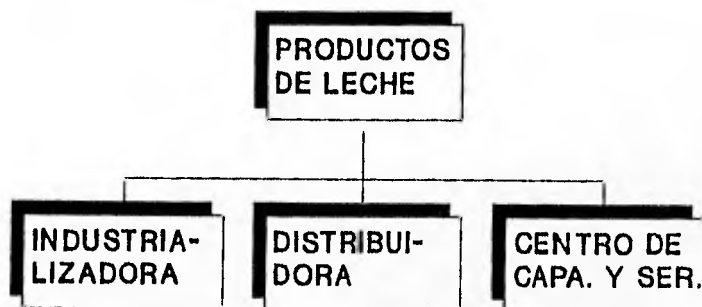 PRODUCTOS
DE LECHE
INDUSTRIA-
LIZADORA
DISTRIBUI-
DORA
CENTRO DE
CAPA. Y SER.